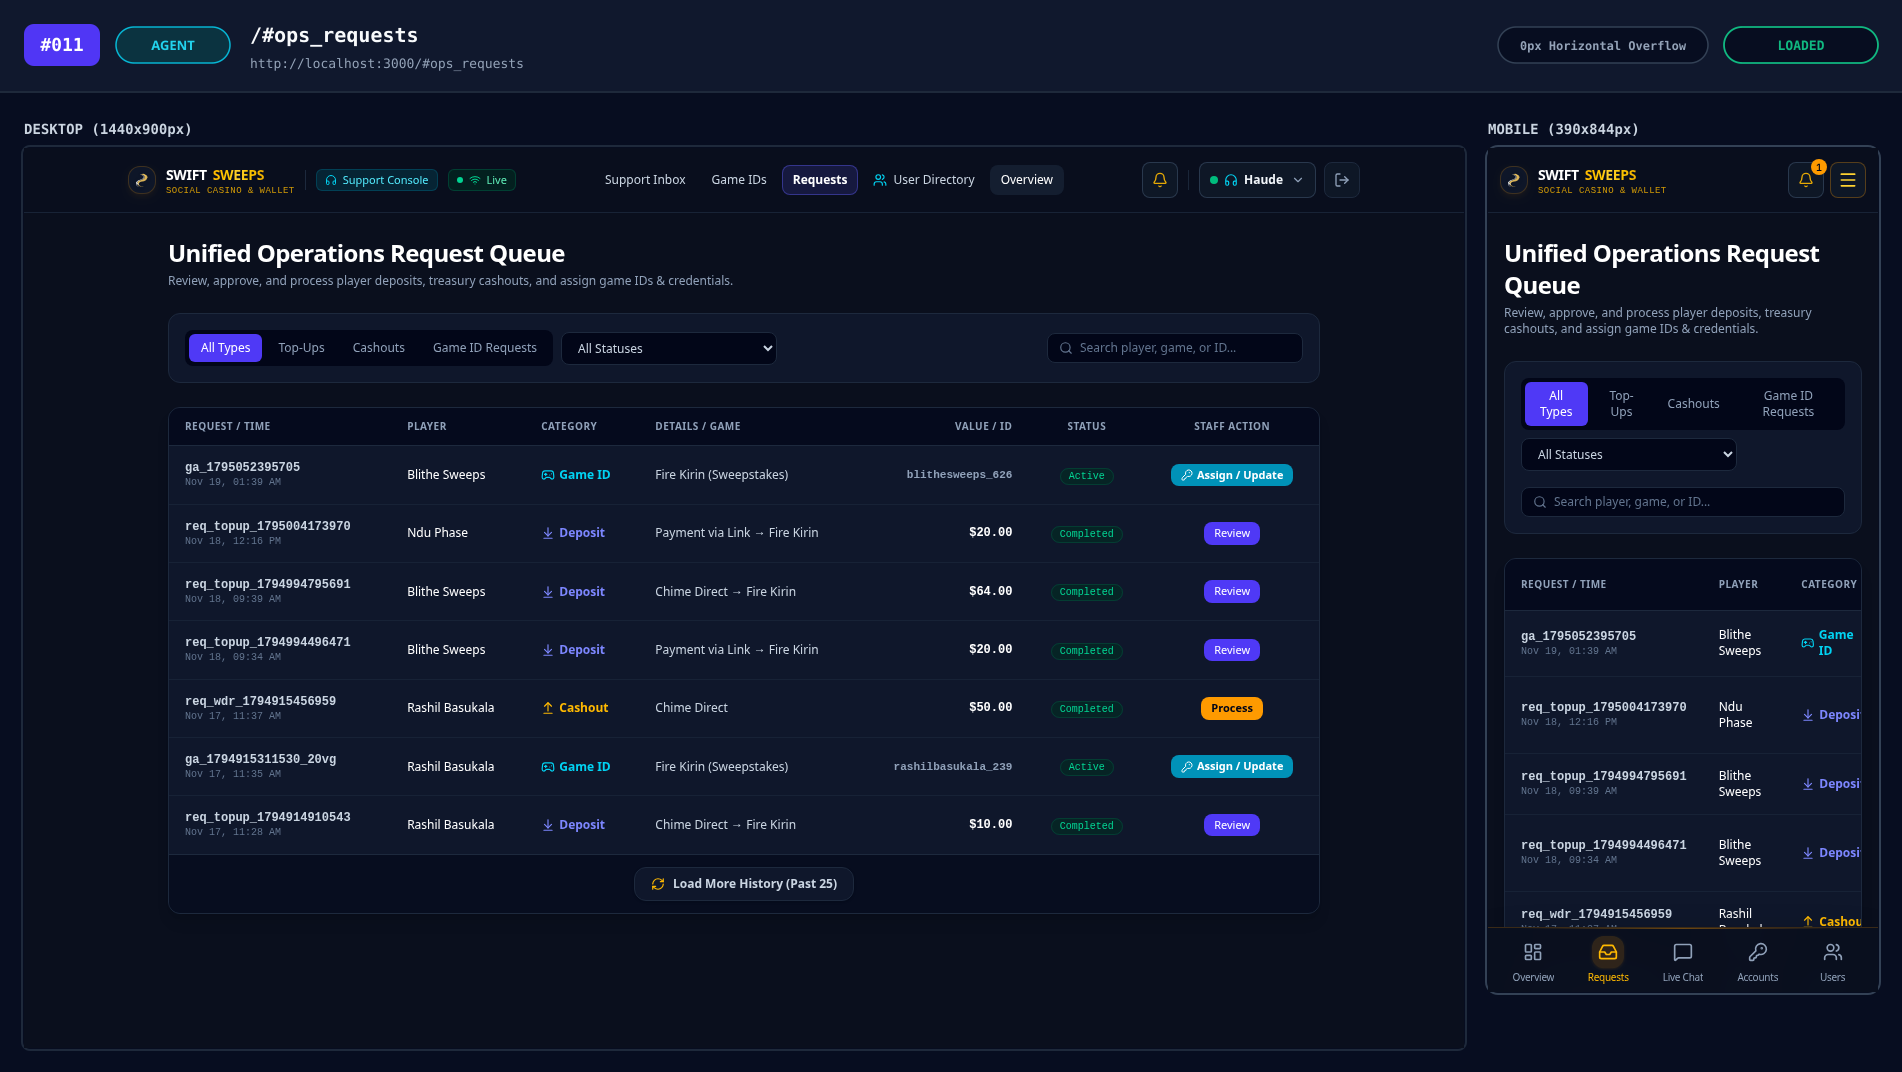 #011
AGENT
/#ops_requests
http://localhost:3000/#ops_requests
0px Horizontal Overflow
LOADED
DESKTOP (1440x900px)
SWIFT SWEEPS
SOCIAL CASINO & WALLET
Support Console
Live
Support Inbox
Game IDs
Requests
User Directory
Overview
Haude
Unified Operations Request Queue
Review, approve, and process player deposits, treasury cashouts, and assign game IDs & credentials.
All Types
Top-Ups
Cashouts
Game ID Requests
All Statuses
Search player, game, or ID...
REQUEST / TIME PLAYER CATEGORY DETAILS / GAME VALUE / ID STATUS STAFF ACTION
ga_1795052395705 Blithe Sweeps Game ID Fire Kirin (Sweepstakes) blithesweeps_626 Active Assign / Update
Nov 19, 01:39 AM
req_topup_1795004173970 Ndu Phase Deposit Payment via Link → Fire Kirin $20.00 Completed Review
Nov 18, 12:16 PM
req_topup_1794994795691 Blithe Sweeps Deposit Chime Direct → Fire Kirin $64.00 Completed Review
Nov 18, 09:39 AM
req_topup_1794994496471 Blithe Sweeps Deposit Payment via Link → Fire Kirin $20.00 Completed Review
Nov 18, 09:34 AM
req_wdr_1794915456959 Rashil Basukala Cashout Chime Direct $50.00 Completed Process
Nov 17, 11:37 AM
ga_1794915311530_20vg Rashil Basukala Game ID Fire Kirin (Sweepstakes) rashilbasukala_239 Active Assign / Update
Nov 17, 11:35 AM
req_topup_1794914910543 Rashil Basukala Deposit Chime Direct → Fire Kirin $10.00 Completed Review
Nov 17, 11:28 AM
Load More History (Past 25)
MOBILE (390x844px)
SWIFT SWEEPS
SOCIAL CASINO & WALLET
1
Unified Operations Request
Queue
Review, approve, and process player deposits, treasury
cashouts, and assign game IDs & credentials.
All
Types
Top-
Ups
Cashouts
Game ID
Requests
All Statuses
Search player, game, or ID...
REQUEST / TIME PLAYER CATEGORY
ga_1795052395705
Nov 19, 01:39 AM
Blithe
Sweeps
Game
ID
req_topup_1795004173970
Nov 18, 12:16 PM
Ndu
Phase
Deposi
req_topup_1794994795691
Nov 18, 09:39 AM
Blithe
Sweeps
Deposi
req_topup_1794994496471
Nov 18, 09:34 AM
Blithe
Sweeps
Deposi
req_wdr_1794915456959
Rashil
Cashou
Overview
Requests
Live Chat
Accounts
Users